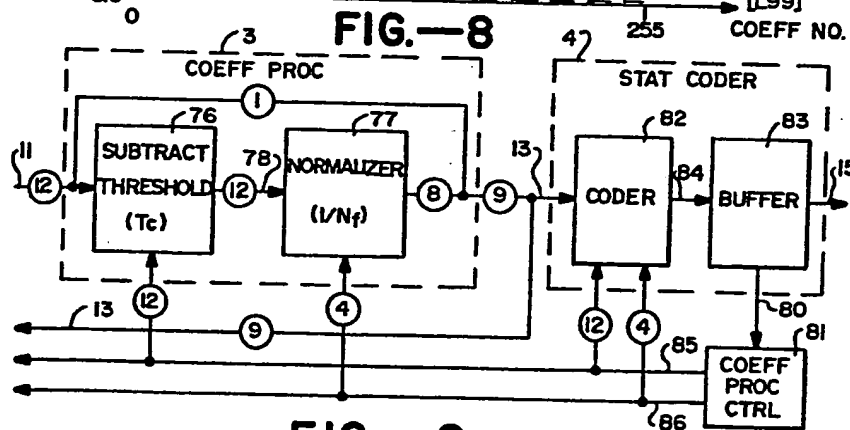 0
255
[L99]
COEFF NO.
FIG.—8
3
COEFF PROC
4
STAT CODER
1
76
77
82
83
11
12
SUBTRACT
THRESHOLD
(Tc)
12
78
NORMALIZER
(1/Nf)
8
9
13
CODER
84
BUFFER
15
12
4
12
4
80
13
9
85
81
COEFF
PROC
CTRL
86